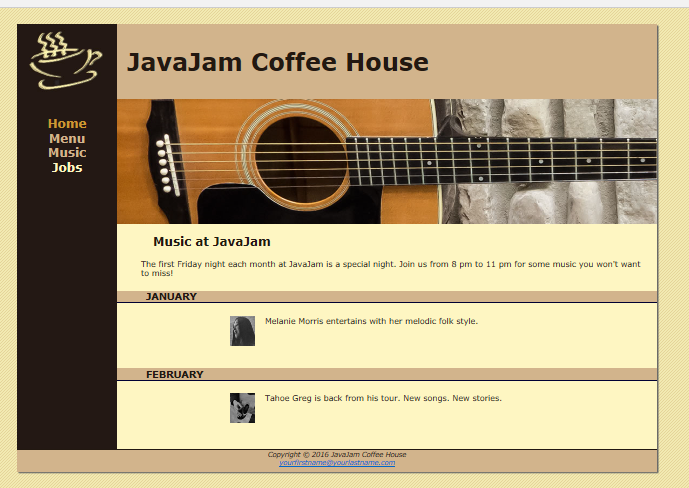 JavaJam Coffee House
Home
Menu
Music
Jobs
Music at JavaJam
The first Friday night each month at JavaJam is a special night. Join us from 8 pm to 11 pm for some music you won't want
to miss!
JANUARY
Melanie Morris entertains with her melodic folk style.
FEBRUARY
Tahoe Greg is back from his tour. New songs. New stories.
Copyright © 2016 JavaJam Coffee House
yourfirstname@yourlastname.com